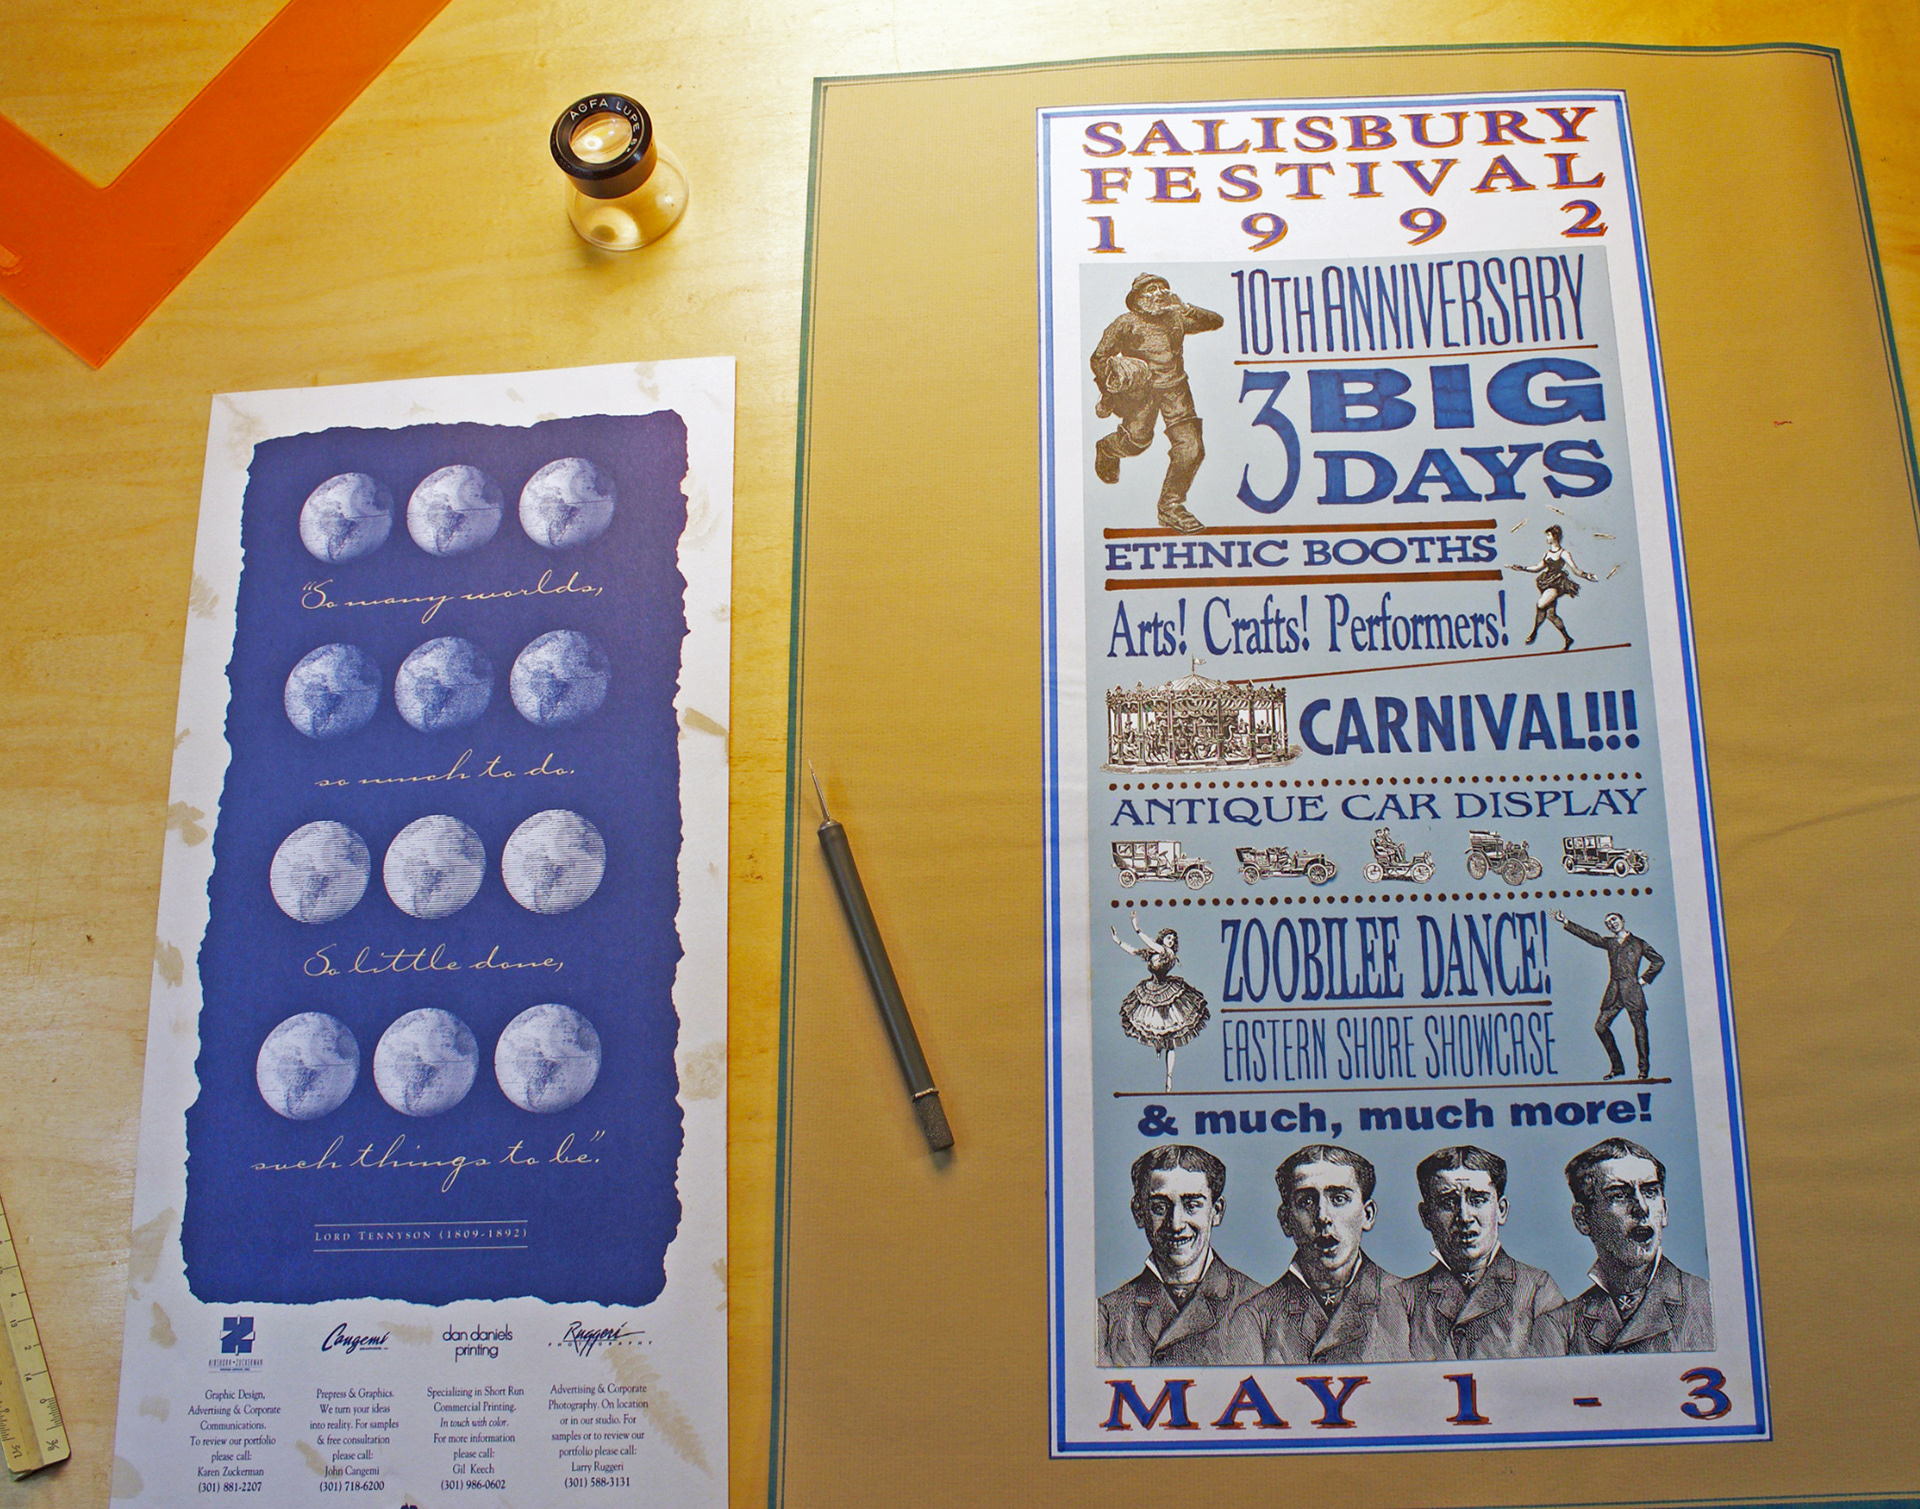 AGFA LUPE 8×
"So many worlds,
so much to do.
So little done,
such things to be."
LORD TENNYSON (1809-1892)
HIRSHORN • ZUCKERMAN
Graphic Design,
Advertising & Corporate
Communications.
To review our portfolio
please call:
Karen Zuckerman
(301) 881-2207
Cangemi
Prepress & Graphics.
We turn your ideas
into reality. For samples
& free consultation
please call:
John Cangemi
(301) 718-6200
dan daniels
printing
Specializing in Short Run
Commercial Printing.
In touch with color.
For more information
please call:
Gil Keech
(301) 986-0602
Ruggeri
PHOTOGRAPHY
Advertising & Corporate
Photography. On location
or in our studio. For
samples or to review our
portfolio please call:
Larry Ruggeri
(301) 588-3131
SALISBURY
FESTIVAL
1992
10TH ANNIVERSARY
3 BIG
DAYS
ETHNIC BOOTHS
Arts! Crafts! Performers!
CARNIVAL!!!
ANTIQUE CAR DISPLAY
ZOOBILEE DANCE!
EASTERN SHORE SHOWCASE
& much, much more!
MAY 1 - 3